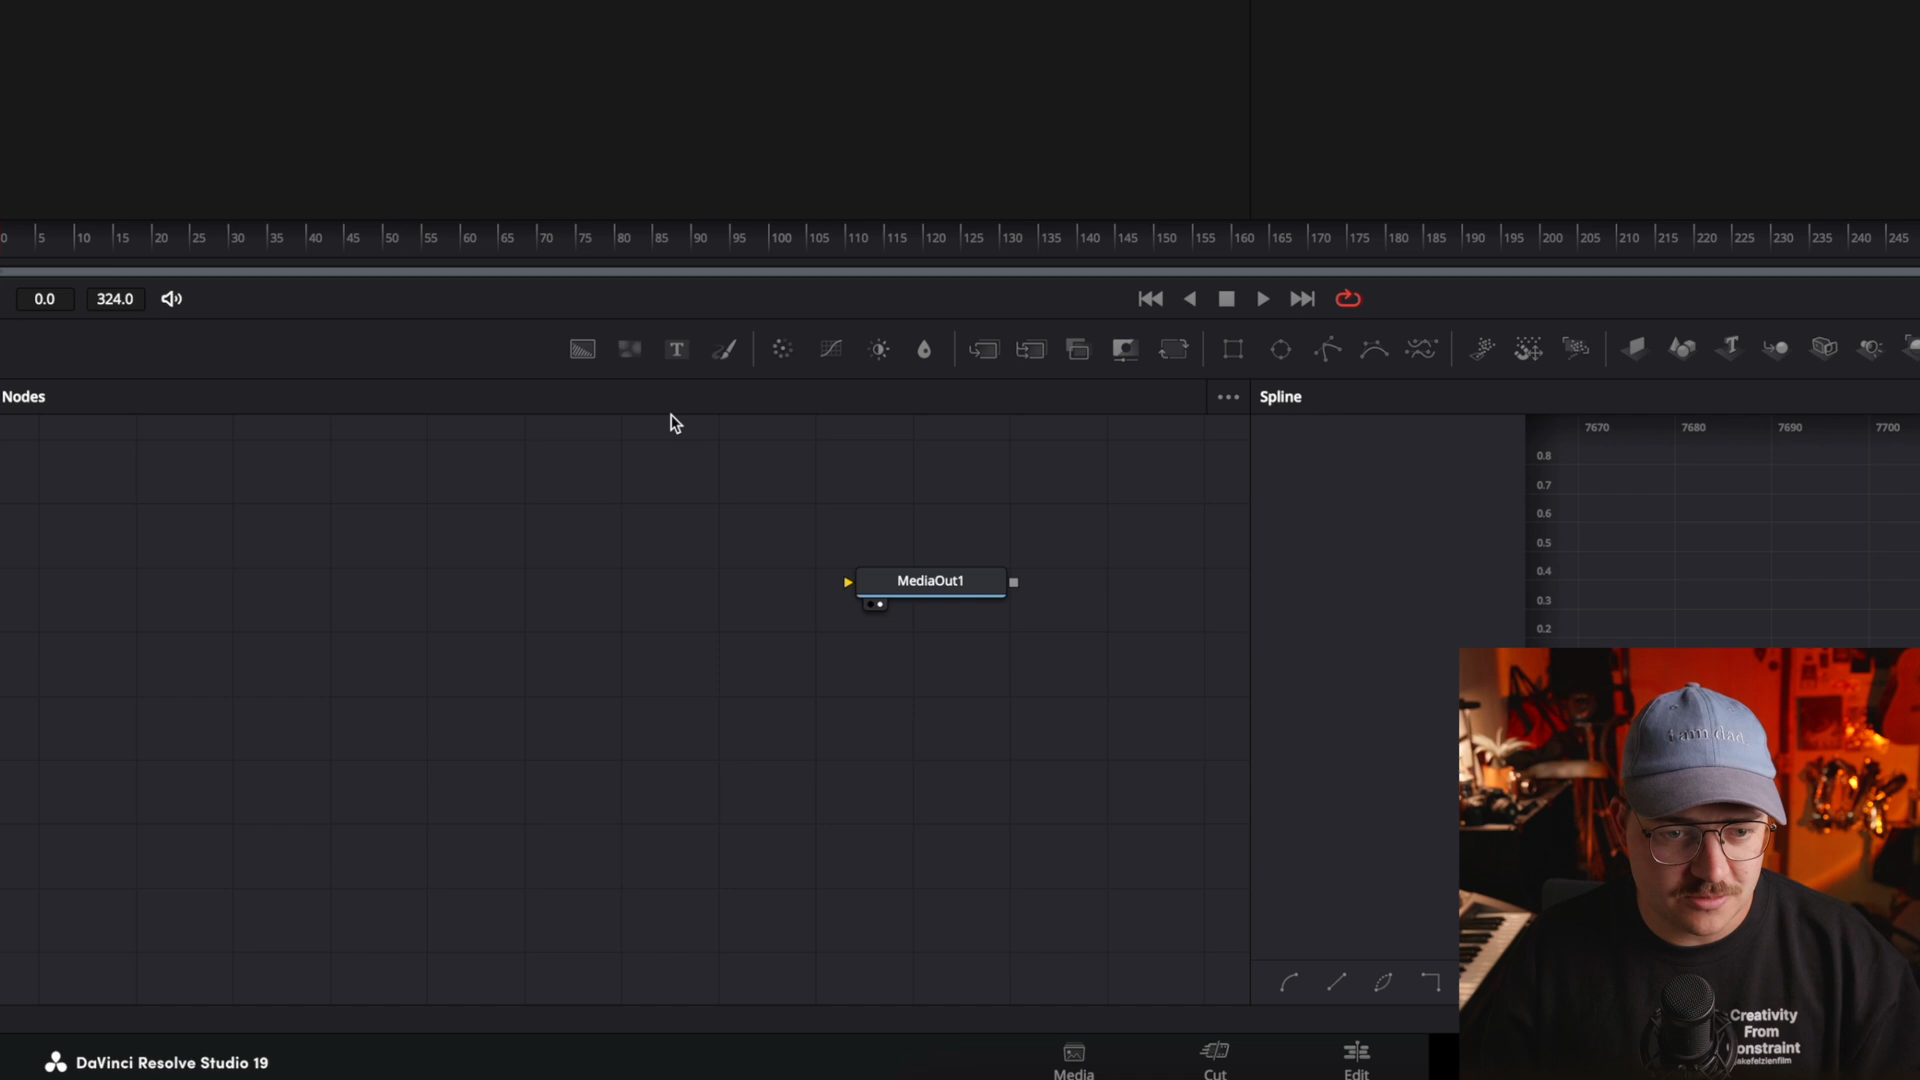 0 5 10 15 20 25 30 35 40 45 50 55 60 65 70 75 80 85 90 95 100 105 110 115 120 125 130 135 140 145 150 155 160 165 170 175 180 185 190 195 200 205 210 215 220 225 230 235 240 245
0.0 324.0
T T
Nodes
Spline
7670 7680 7690 7700
0.8
0.7
0.6
0.5
0.4
0.3
0.2
MediaOut1
i am dad.
Creativity
From
onstraint
akefelzienfilm
DaVinci Resolve Studio 19
Media Cut Edit